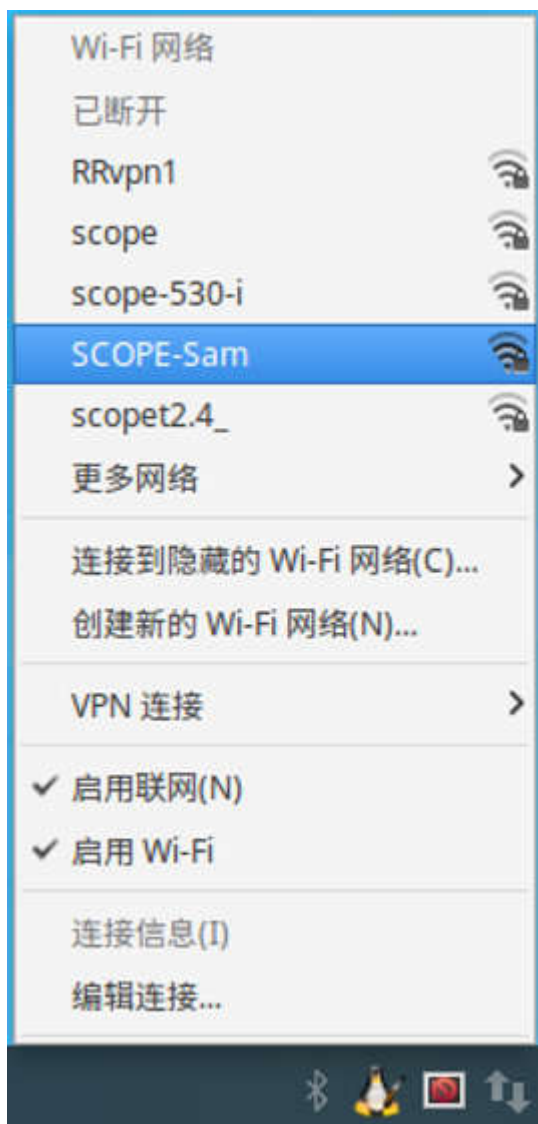 Wi-Fi 网络
已断开
RRvpn1
scope
scope-530-i
SCOPE-Sam
scopet2.4_
更多网络
连接到隐藏的 Wi-Fi 网络(C)...
创建新的 Wi-Fi 网络(N)...
VPN 连接
启用联网(N)
启用 Wi-Fi
连接信息(I)
编辑连接...